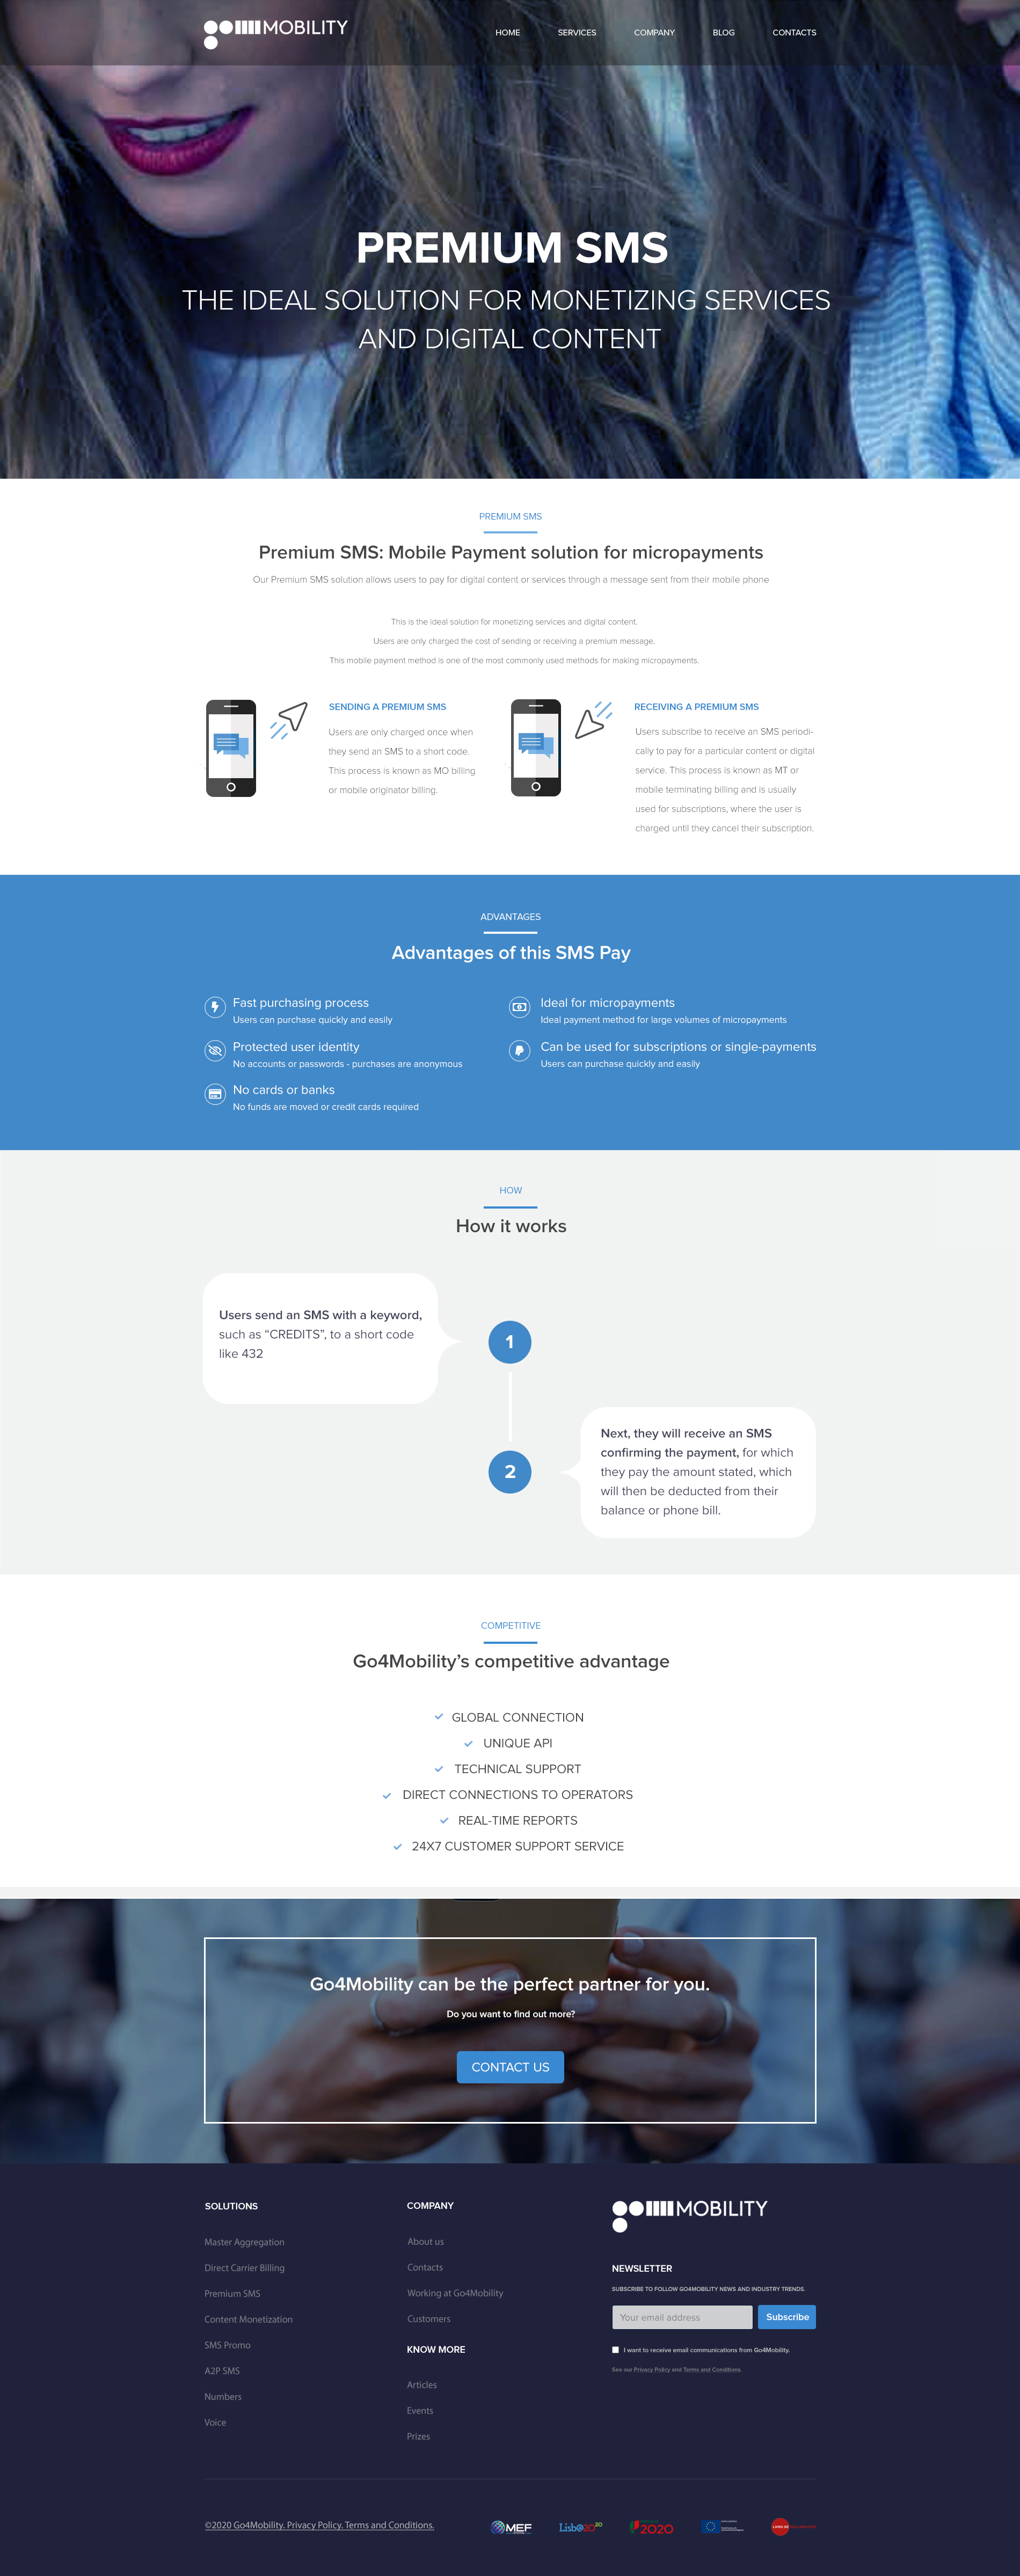 MOBILITY
HOME
SERVICES
COMPANY
BLOG
CONTACTS
PREMIUM SMS
THE IDEAL SOLUTION FOR MONETIZING SERVICES
AND DIGITAL CONTENT
PREMIUM SMS
Premium SMS: Mobile Payment solution for micropayments
Our Premium SMS solution allows users to pay for digital content or services through a message sent from their mobile phone
This is the ideal solution for monetizing services and digital content.
Users are only charged the cost of sending or receiving a premium message.
This mobile payment method is one of the most commonly used methods for making micropayments.
SENDING A PREMIUM SMS
Users are only charged once when
they send an SMS to a short code.
This process is known as MO billing
or mobile originator billing.
RECEIVING A PREMIUM SMS
Users subscribe to receive an SMS periodi-
cally to pay for a particular content or digital
service. This process is known as MT or
mobile terminating billing and is usually
used for subscriptions, where the user is
charged until they cancel their subscription.
ADVANTAGES
Advantages of this SMS Pay
Fast purchasing process
Users can purchase quickly and easily
Protected user identity
No accounts or passwords - purchases are anonymous
No cards or banks
No funds are moved or credit cards required
Ideal for micropayments
Ideal payment method for large volumes of micropayments
Can be used for subscriptions or single-payments
Users can purchase quickly and easily
HOW
How it works
Users send an SMS with a keyword,
such as “CREDITS”, to a short code
like 432
1
2
Next, they will receive an SMS
confirming the payment, for which
they pay the amount stated, which
will then be deducted from their
balance or phone bill.
COMPETITIVE
Go4Mobility’s competitive advantage
GLOBAL CONNECTION
UNIQUE API
TECHNICAL SUPPORT
DIRECT CONNECTIONS TO OPERATORS
REAL-TIME REPORTS
24X7 CUSTOMER SUPPORT SERVICE
Go4Mobility can be the perfect partner for you.
Do you want to find out more?
CONTACT US
SOLUTIONS
Master Aggregation
Direct Carrier Billing
Premium SMS
Content Monetization
SMS Promo
A2P SMS
Numbers
Voice
COMPANY
About us
Contacts
Working at Go4Mobility
Customers
KNOW MORE
Articles
Events
Prizes
MOBILITY
NEWSLETTER
SUBSCRIBE TO FOLLOW GO4MOBILITY NEWS AND INDUSTRY TRENDS.
Your email address
Subscribe
I want to receive email communications from Go4Mobility.
See our Privacy Policy and Terms and Conditions.
©2020 Go4Mobility. Privacy Policy. Terms and Conditions.
MEF
Lisb@2020
2020